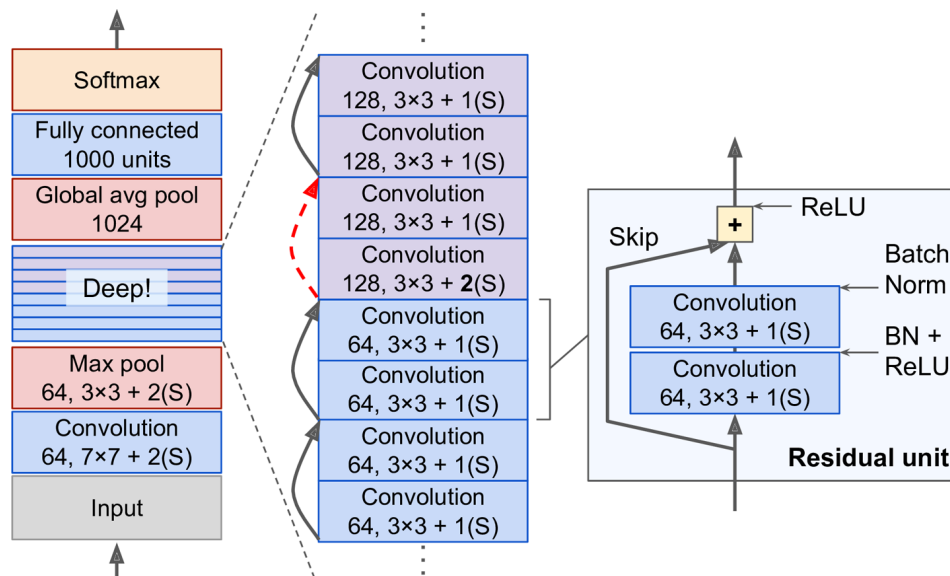 Softmax
Fully connected
1000 units
Global avg pool
1024
Deep!
Max pool
64, 3×3 + 2(S)
Convolution
64, 7×7 + 2(S)
Input
Convolution
128, 3×3 + 1(S)
Convolution
128, 3×3 + 1(S)
Convolution
128, 3×3 + 1(S)
Convolution
128, 3×3 + 2(S)
Convolution
64, 3×3 + 1(S)
Convolution
64, 3×3 + 1(S)
Convolution
64, 3×3 + 1(S)
Convolution
64, 3×3 + 1(S)
+
ReLU
Skip
Batch
Norm
Convolution
64, 3×3 + 1(S)
BN +
ReLU
Convolution
64, 3×3 + 1(S)
Residual unit